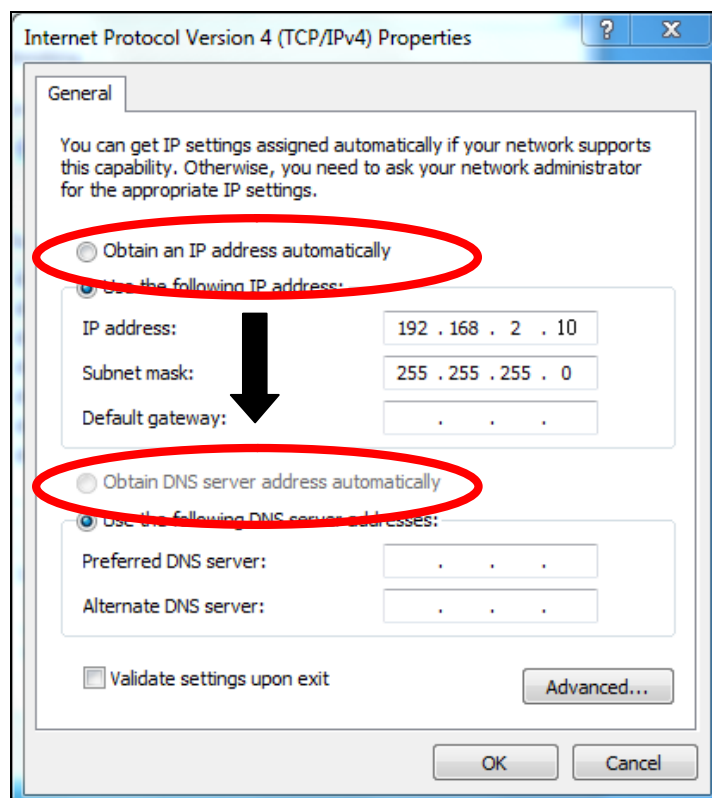 Internet Protocol Version 4 (TCP/IPv4) Properties
?
X
General
You can get IP settings assigned automatically if your network supports
this capability. Otherwise, you need to ask your network administrator
for the appropriate IP settings.
Obtain an IP address automatically
Use the following IP address:
IP address: 192 . 168 . 2 . 10
Subnet mask: 255 . 255 . 255 . 0
Default gateway: . . .
Obtain DNS server address automatically
Use the following DNS server addresses:
Preferred DNS server: . . .
Alternate DNS server: . . .
Validate settings upon exit
Advanced...
OK Cancel